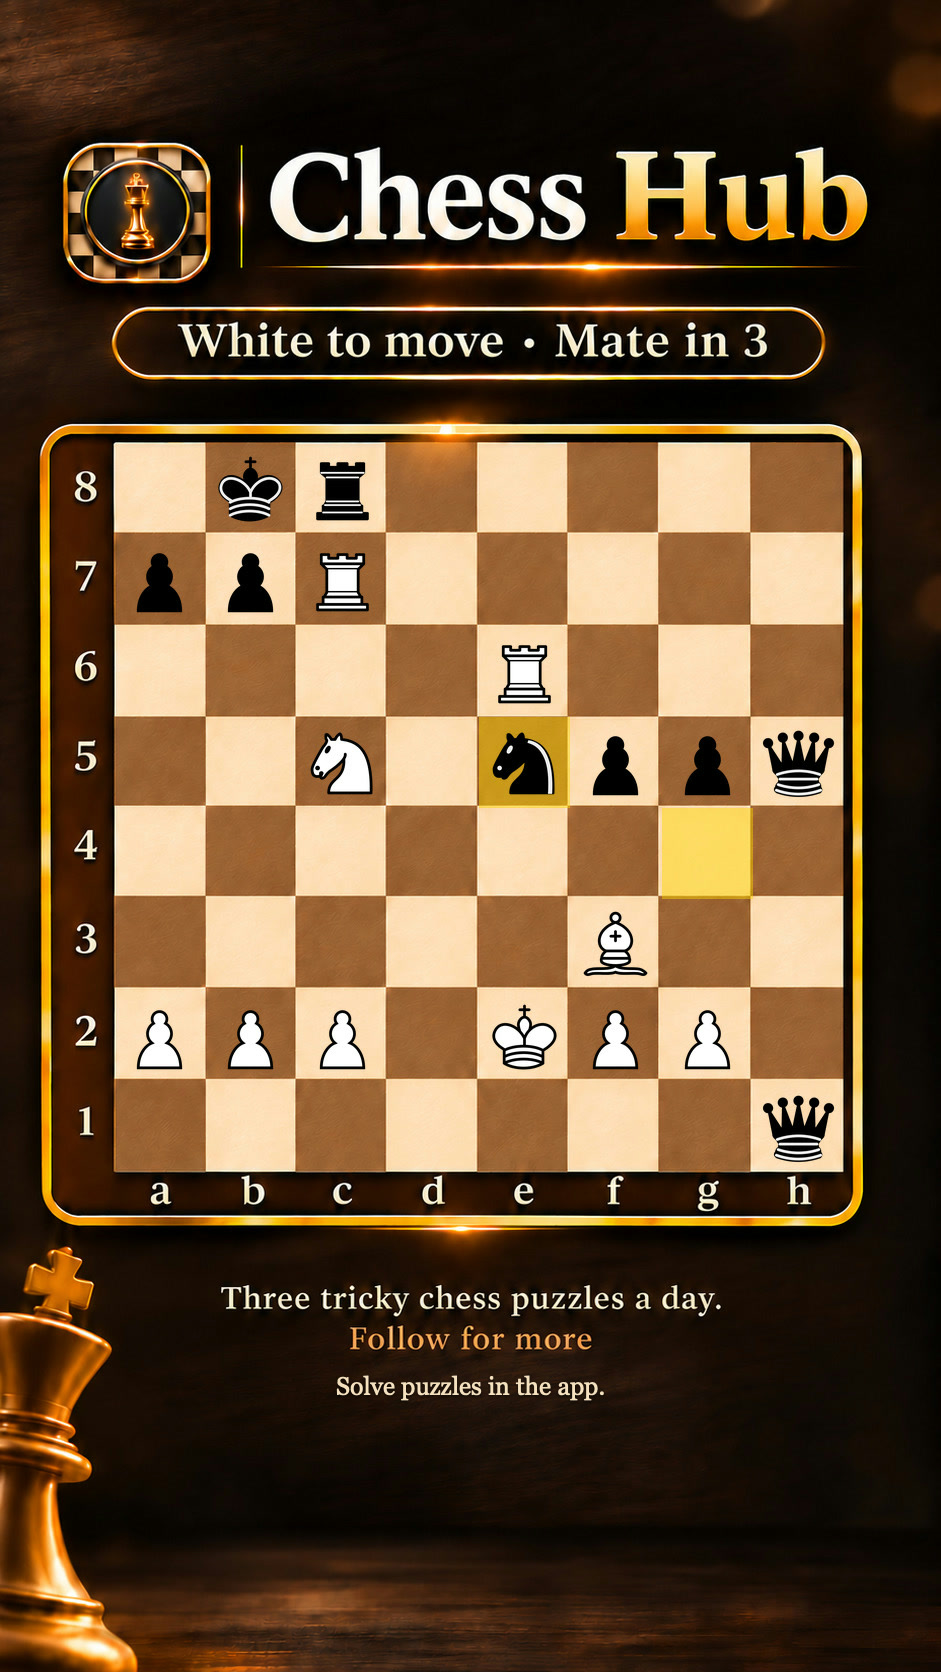 Chess Hub
White to move • Mate in 3
8
7
6
5
4
3
2
1
a b c d e f g h
Three tricky chess puzzles a day.
Follow for more
Solve puzzles in the app.